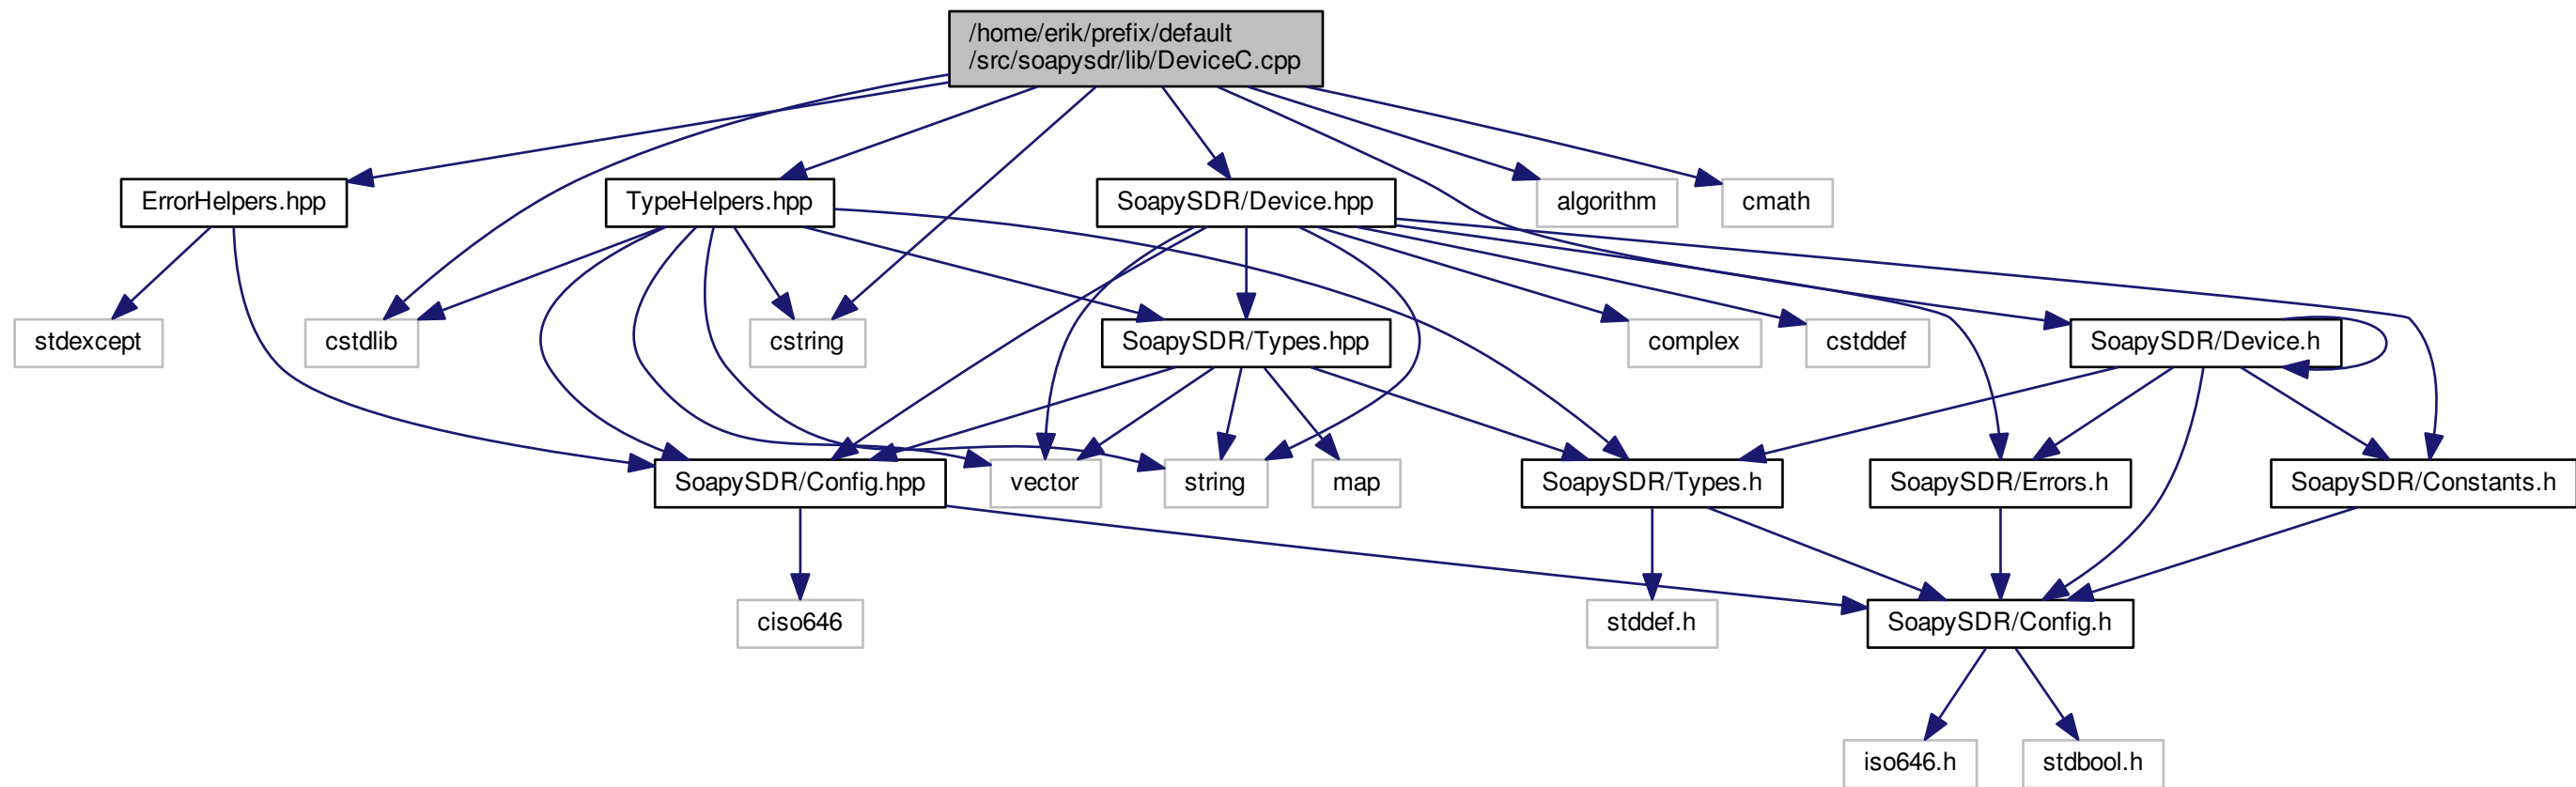 /home/erik/prefix/default
/src/soapysdr/lib/DeviceC.cpp
ErrorHelpers.hpp
TypeHelpers.hpp
SoapySDR/Device.hpp
algorithm
cmath
stdexcept
cstdlib
cstring
SoapySDR/Types.hpp
complex
cstddef
SoapySDR/Device.h
SoapySDR/Config.hpp
vector
string
map
SoapySDR/Types.h
SoapySDR/Errors.h
SoapySDR/Constants.h
ciso646
stddef.h
SoapySDR/Config.h
iso646.h
stdbool.h